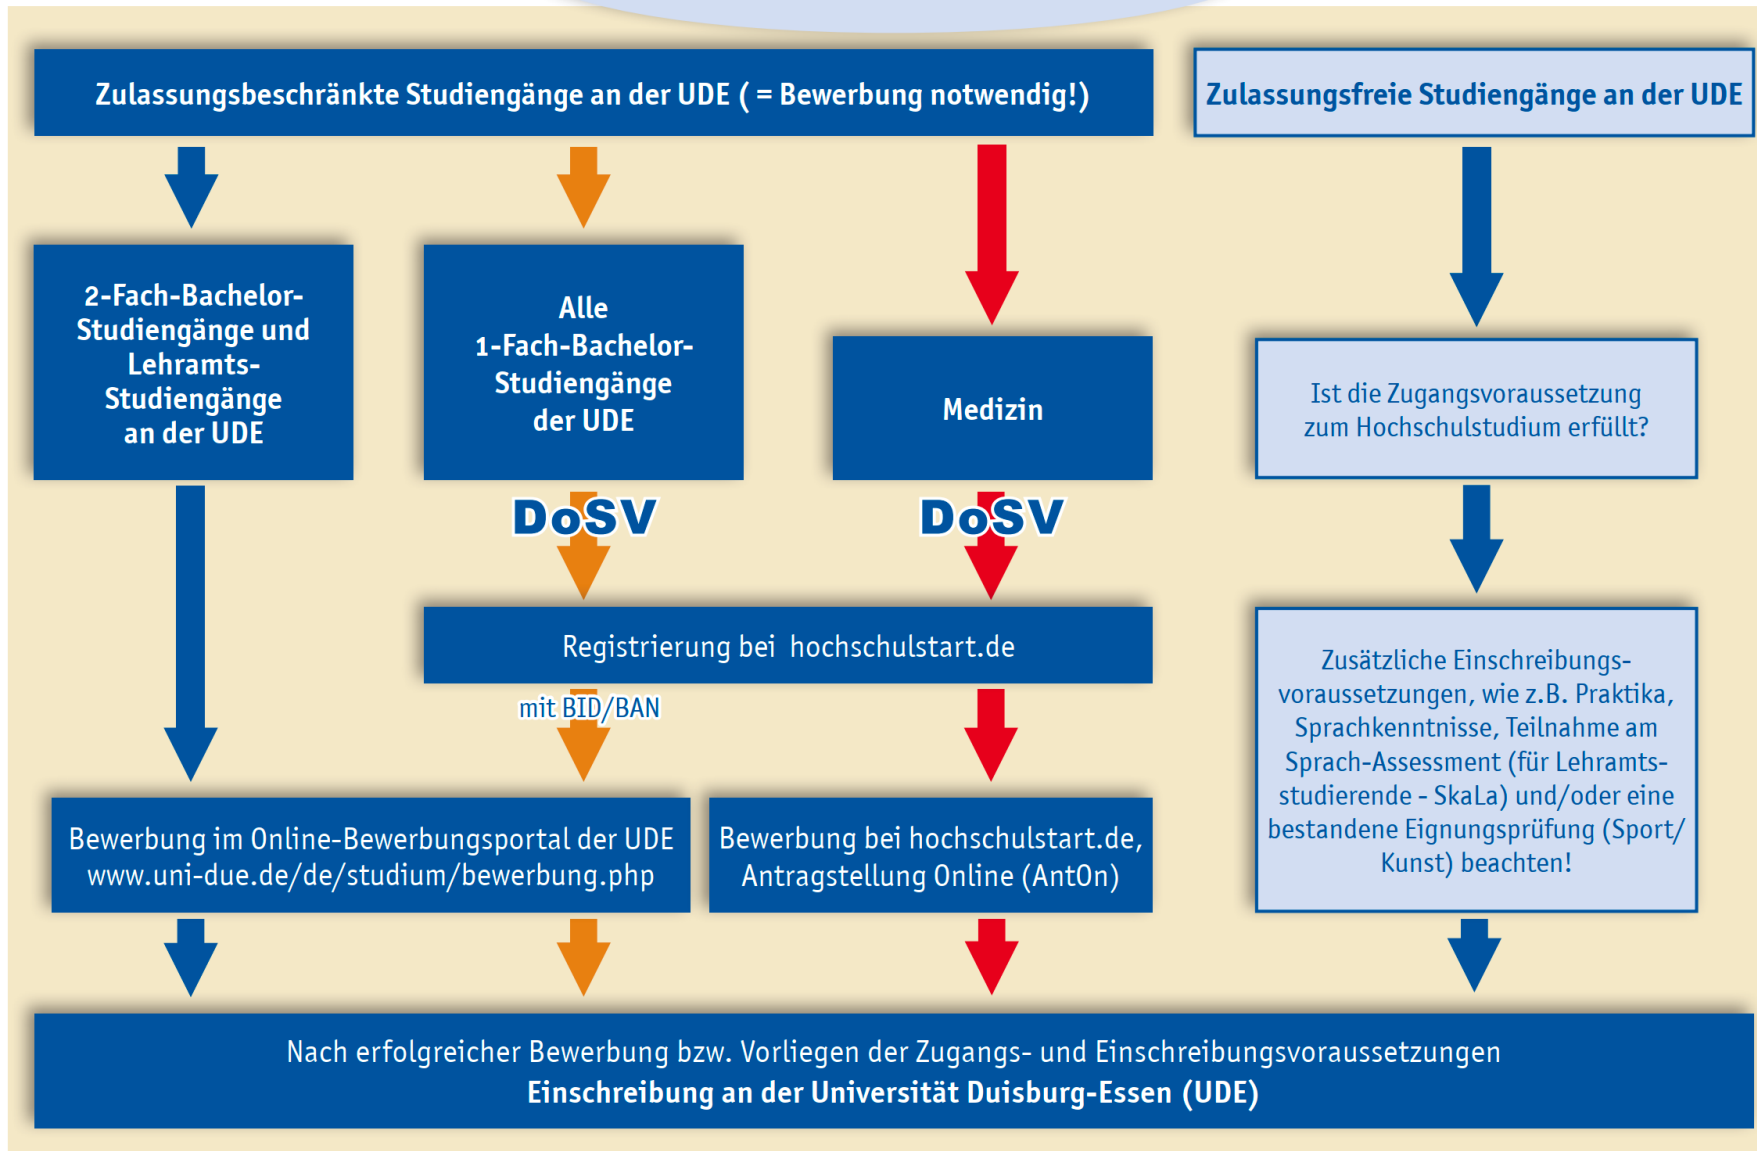 Zulassungsbeschränkte Studiengänge an der UDE ( = Bewerbung notwendig!)
Zulassungsfreie Studiengänge an der UDE
2-Fach-Bachelor-
Studiengänge und
Lehramts-
Studiengänge
an der UDE
Alle
1-Fach-Bachelor-
Studiengänge
der UDE
Medizin
Ist die Zugangsvoraussetzung
zum Hochschulstudium erfüllt?
DoSV
DoSV
Registrierung bei hochschulstart.de
mit BID/BAN
Zusätzliche Einschreibungs-
voraussetzungen, wie z.B. Praktika,
Sprachkenntnisse, Teilnahme am
Sprach-Assessment (für Lehramts-
studierende - SkaLa) und/oder eine
bestandene Eignungsprüfung (Sport/
Kunst) beachten!
Bewerbung im Online-Bewerbungsportal der UDE
www.uni-due.de/de/studium/bewerbung.php
Bewerbung bei hochschulstart.de,
Antragstellung Online (AntOn)
Nach erfolgreicher Bewerbung bzw. Vorliegen der Zugangs- und Einschreibungsvoraussetzungen
Einschreibung an der Universität Duisburg-Essen (UDE)